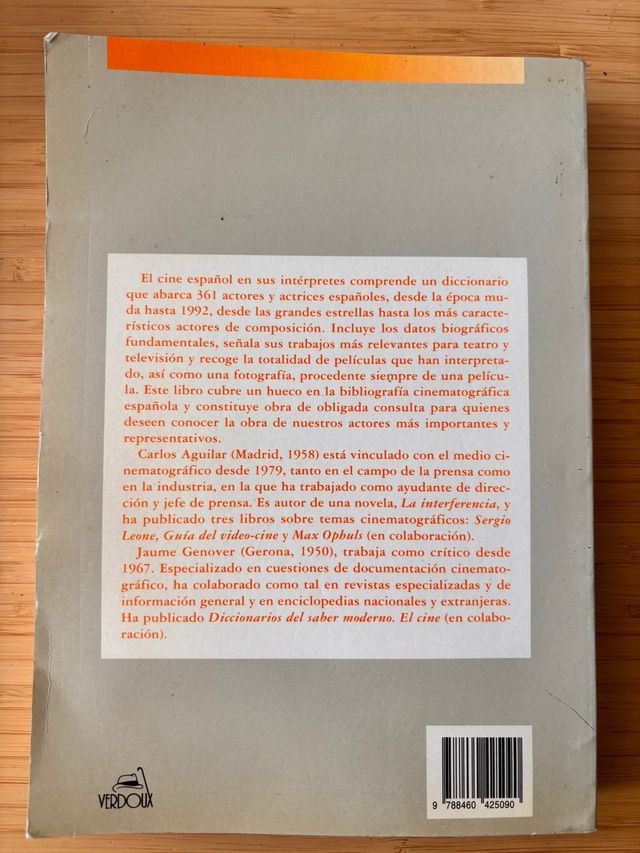 El cine español en sus intérpretes comprende un diccionario
que abarca 361 actores y actrices españoles, desde la época mu-
da hasta 1992, desde las grandes estrellas hasta los más caracte-
rísticos actores de composición. Incluye los datos biográficos
fundamentales, señala sus trabajos más relevantes para teatro y
televisión y recoge la totalidad de películas que han interpreta-
do, así como una fotografía, procedente siempre de una pelícu-
la. Este libro cubre un hueco en la bibliografía cinematográfica
española y constituye obra de obligada consulta para quienes
deseen conocer la obra de nuestros actores más importantes y
representativos.
Carlos Aguilar (Madrid, 1958) está vinculado con el medio ci-
nematográfico desde 1979, tanto en el campo de la prensa como
en la industria, en la que ha trabajado como ayudante de direc-
ción y jefe de prensa. Es autor de una novela, La interferencia, y
ha publicado tres libros sobre temas cinematográficos: Sergio
Leone, Guía del video-cine y Max Ophuls (en colaboración).
Jaume Genover (Gerona, 1950), trabaja como crítico desde
1967. Especializado en cuestiones de documentación cinemato-
gráfico, ha colaborado como tal en revistas especializadas y de
información general y en enciclopedias nacionales y extranjeras.
Ha publicado Diccionarios del saber moderno. El cine (en colabo-
ración).
VERDOUX
9 788460 425090